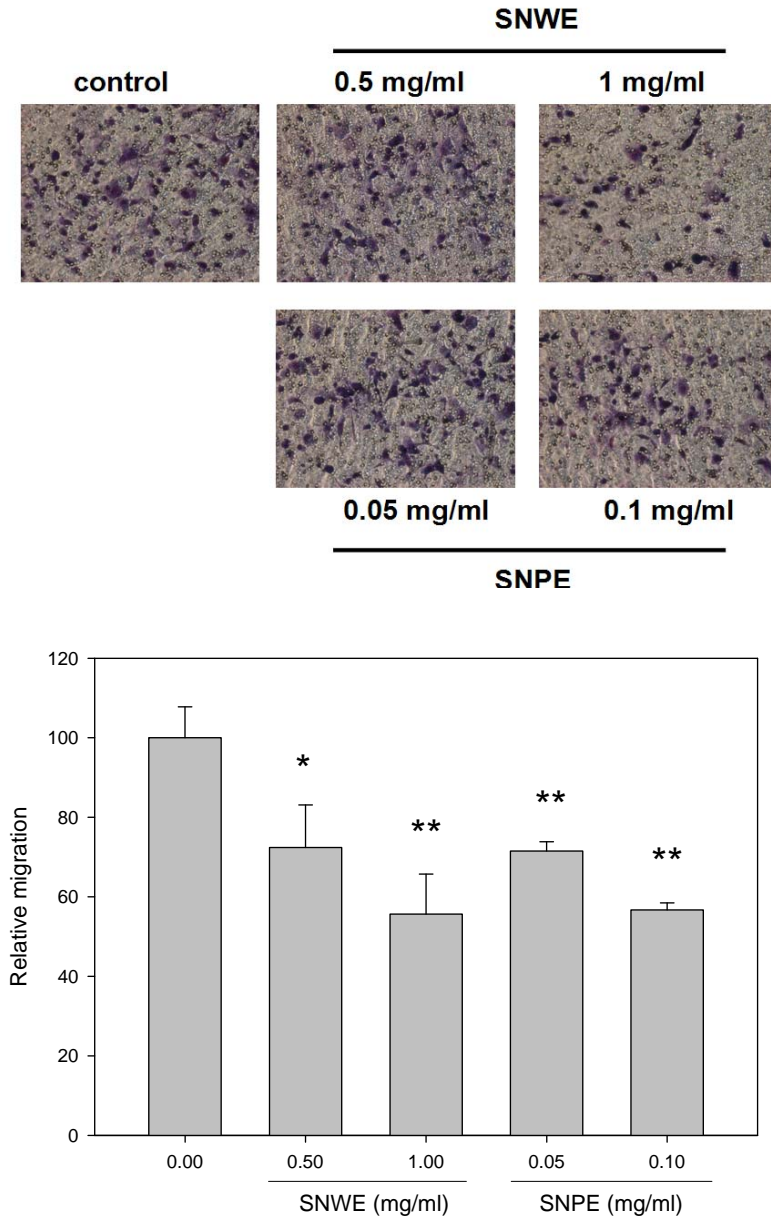 SNWE
control 0.5 mg/ml 1 mg/ml
0.05 mg/ml 0.1 mg/ml
SNPE
120
100
80
60
40
20
0
Relative migration
*
**
**
**
0.00 0.50 1.00 0.05 0.10
SNWE (mg/ml) SNPE (mg/ml)